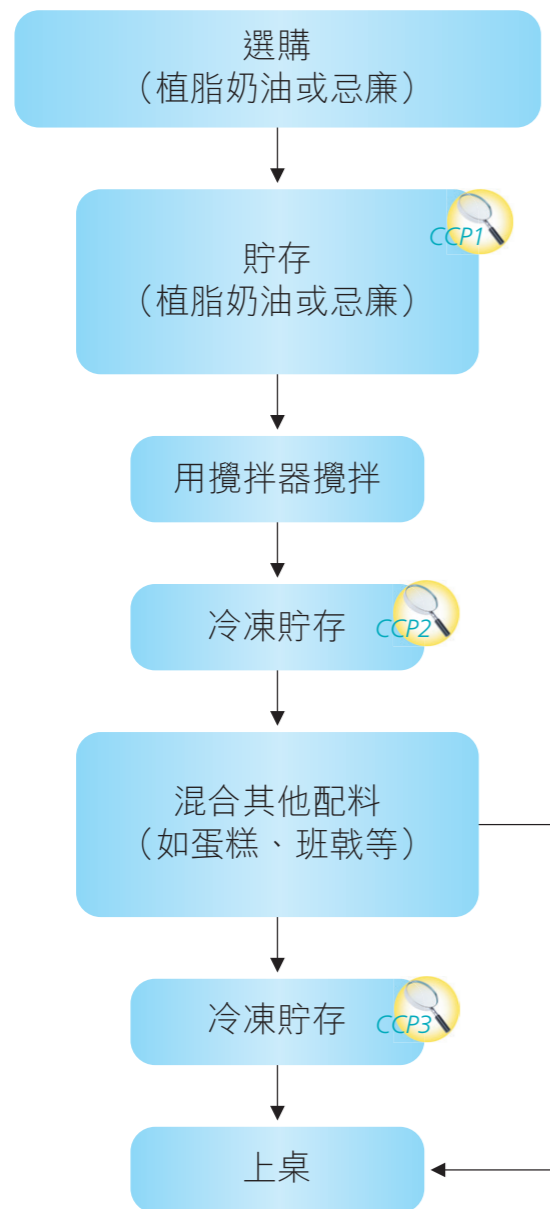 選購
（植脂奶油或忌廉）
CCP1
貯存
（植脂奶油或忌廉）
用攪拌器攪拌
冷凍貯存
CCP2
混合其他配料
（如蛋糕、班戟等）
冷凍貯存
CCP3
上桌